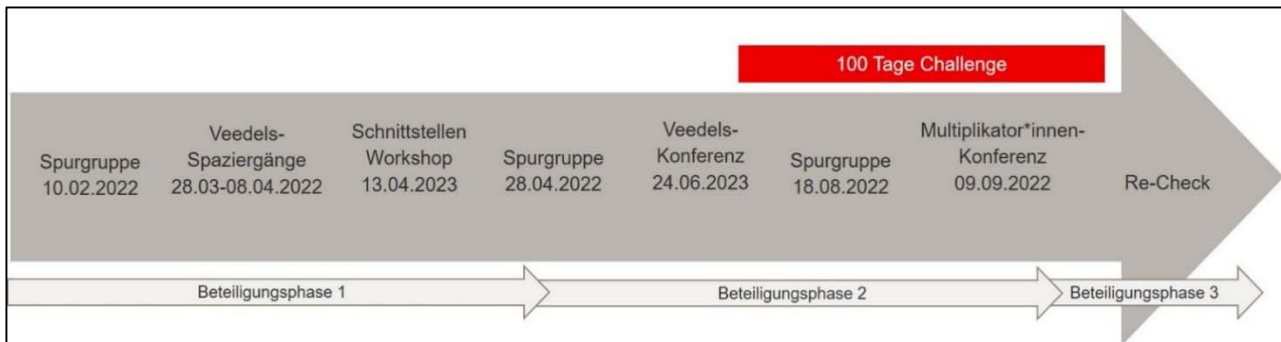 100 Tage Challenge
Spurgruppe
10.02.2022
Veedels-
Spaziergänge
28.03-08.04.2022
Schnittstellen
Workshop
13.04.2023
Spurgruppe
28.04.2022
Veedels-
Konferenz
24.06.2023
Spurgruppe
18.08.2022
Multiplikator*innen-
Konferenz
09.09.2022
Re-Check
Beteiligungsphase 1
Beteiligungsphase 2
Beteiligungsphase 3